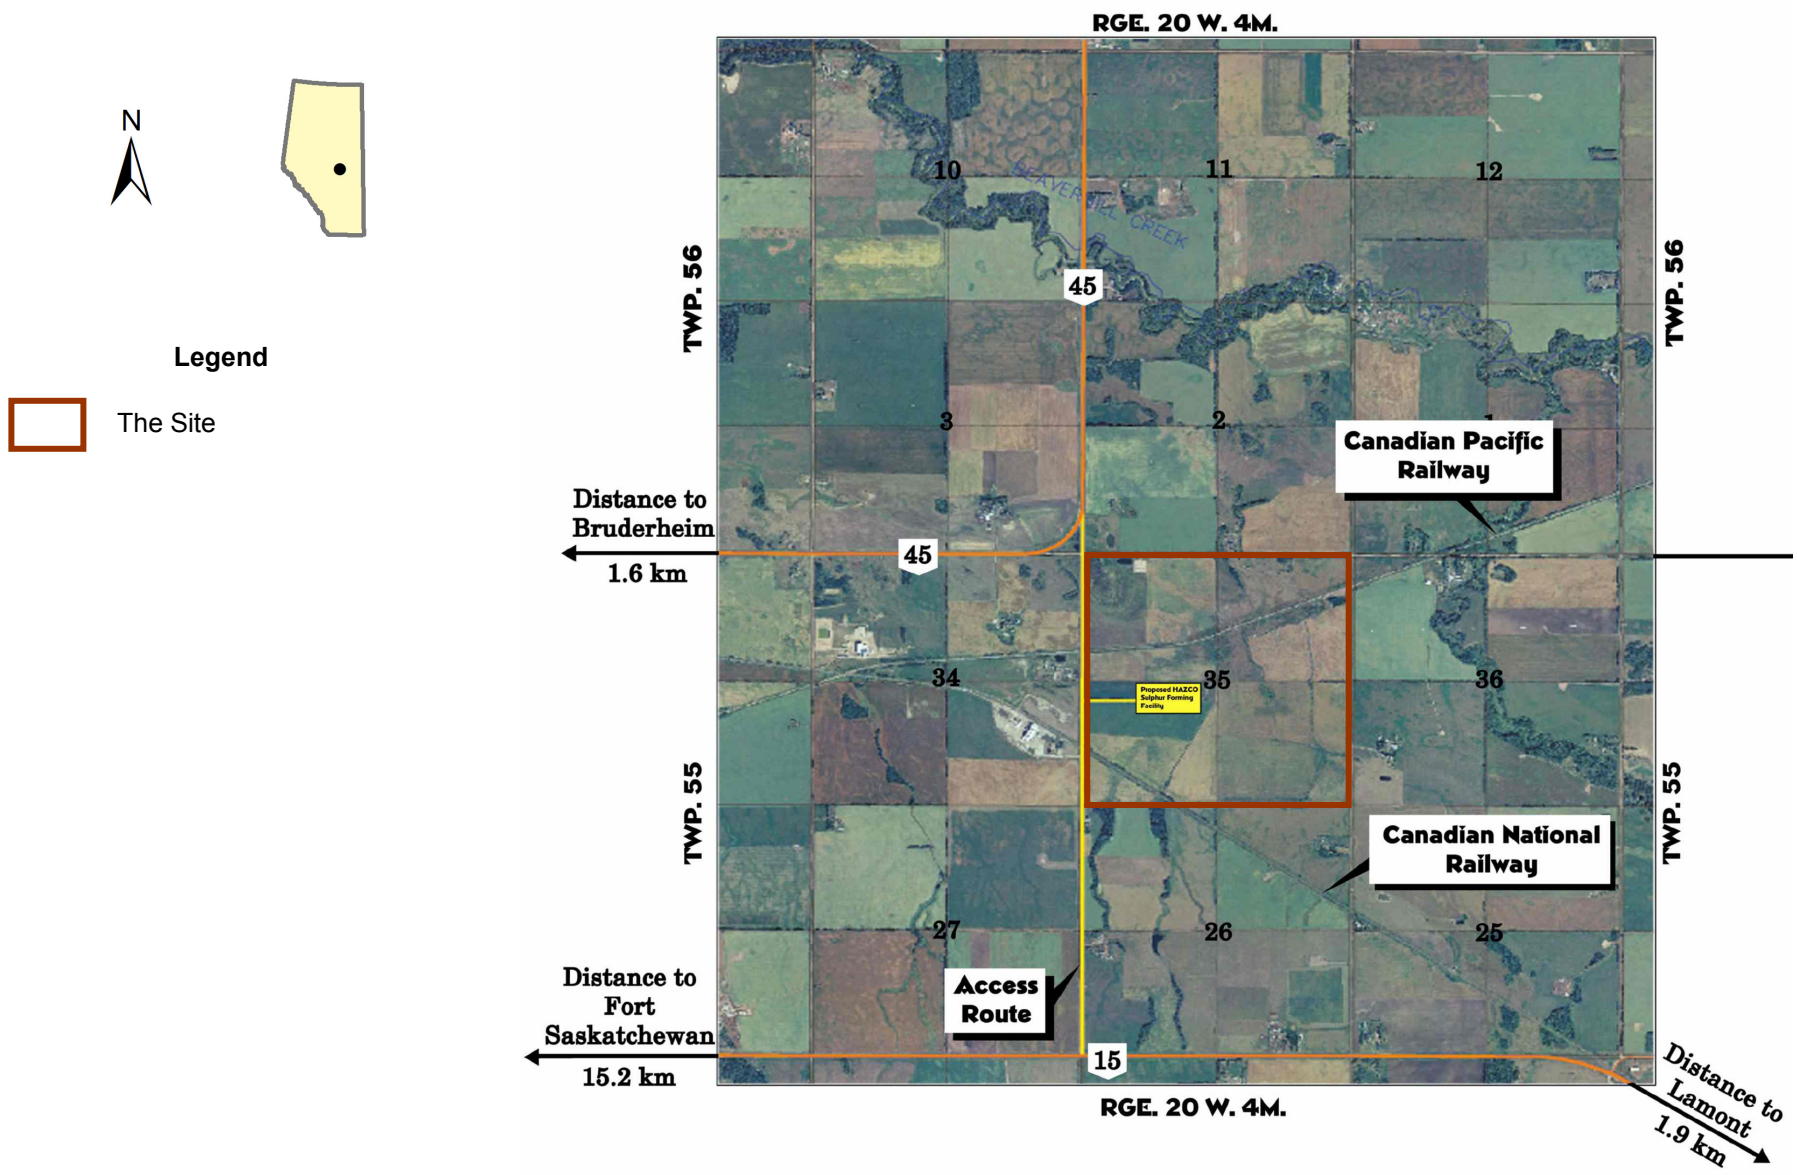 RGE. 20 W. 4M.
N
10
11
12
BEAVERHILL CREEK
TWP. 56
TWP. 56
45
Legend
The Site
3
2
1
Canadian Pacific
Railway
Distance to
Bruderheim
1.6 km
45
34
35
36
Proposed HAZCO
Sulphur Forming
Facility
TWP. 55
TWP. 55
Canadian National
Railway
27
26
25
Distance to
Fort
Saskatchewan
15.2 km
Access
Route
15
Distance to
Lamont
1.9 km
RGE. 20 W. 4M.